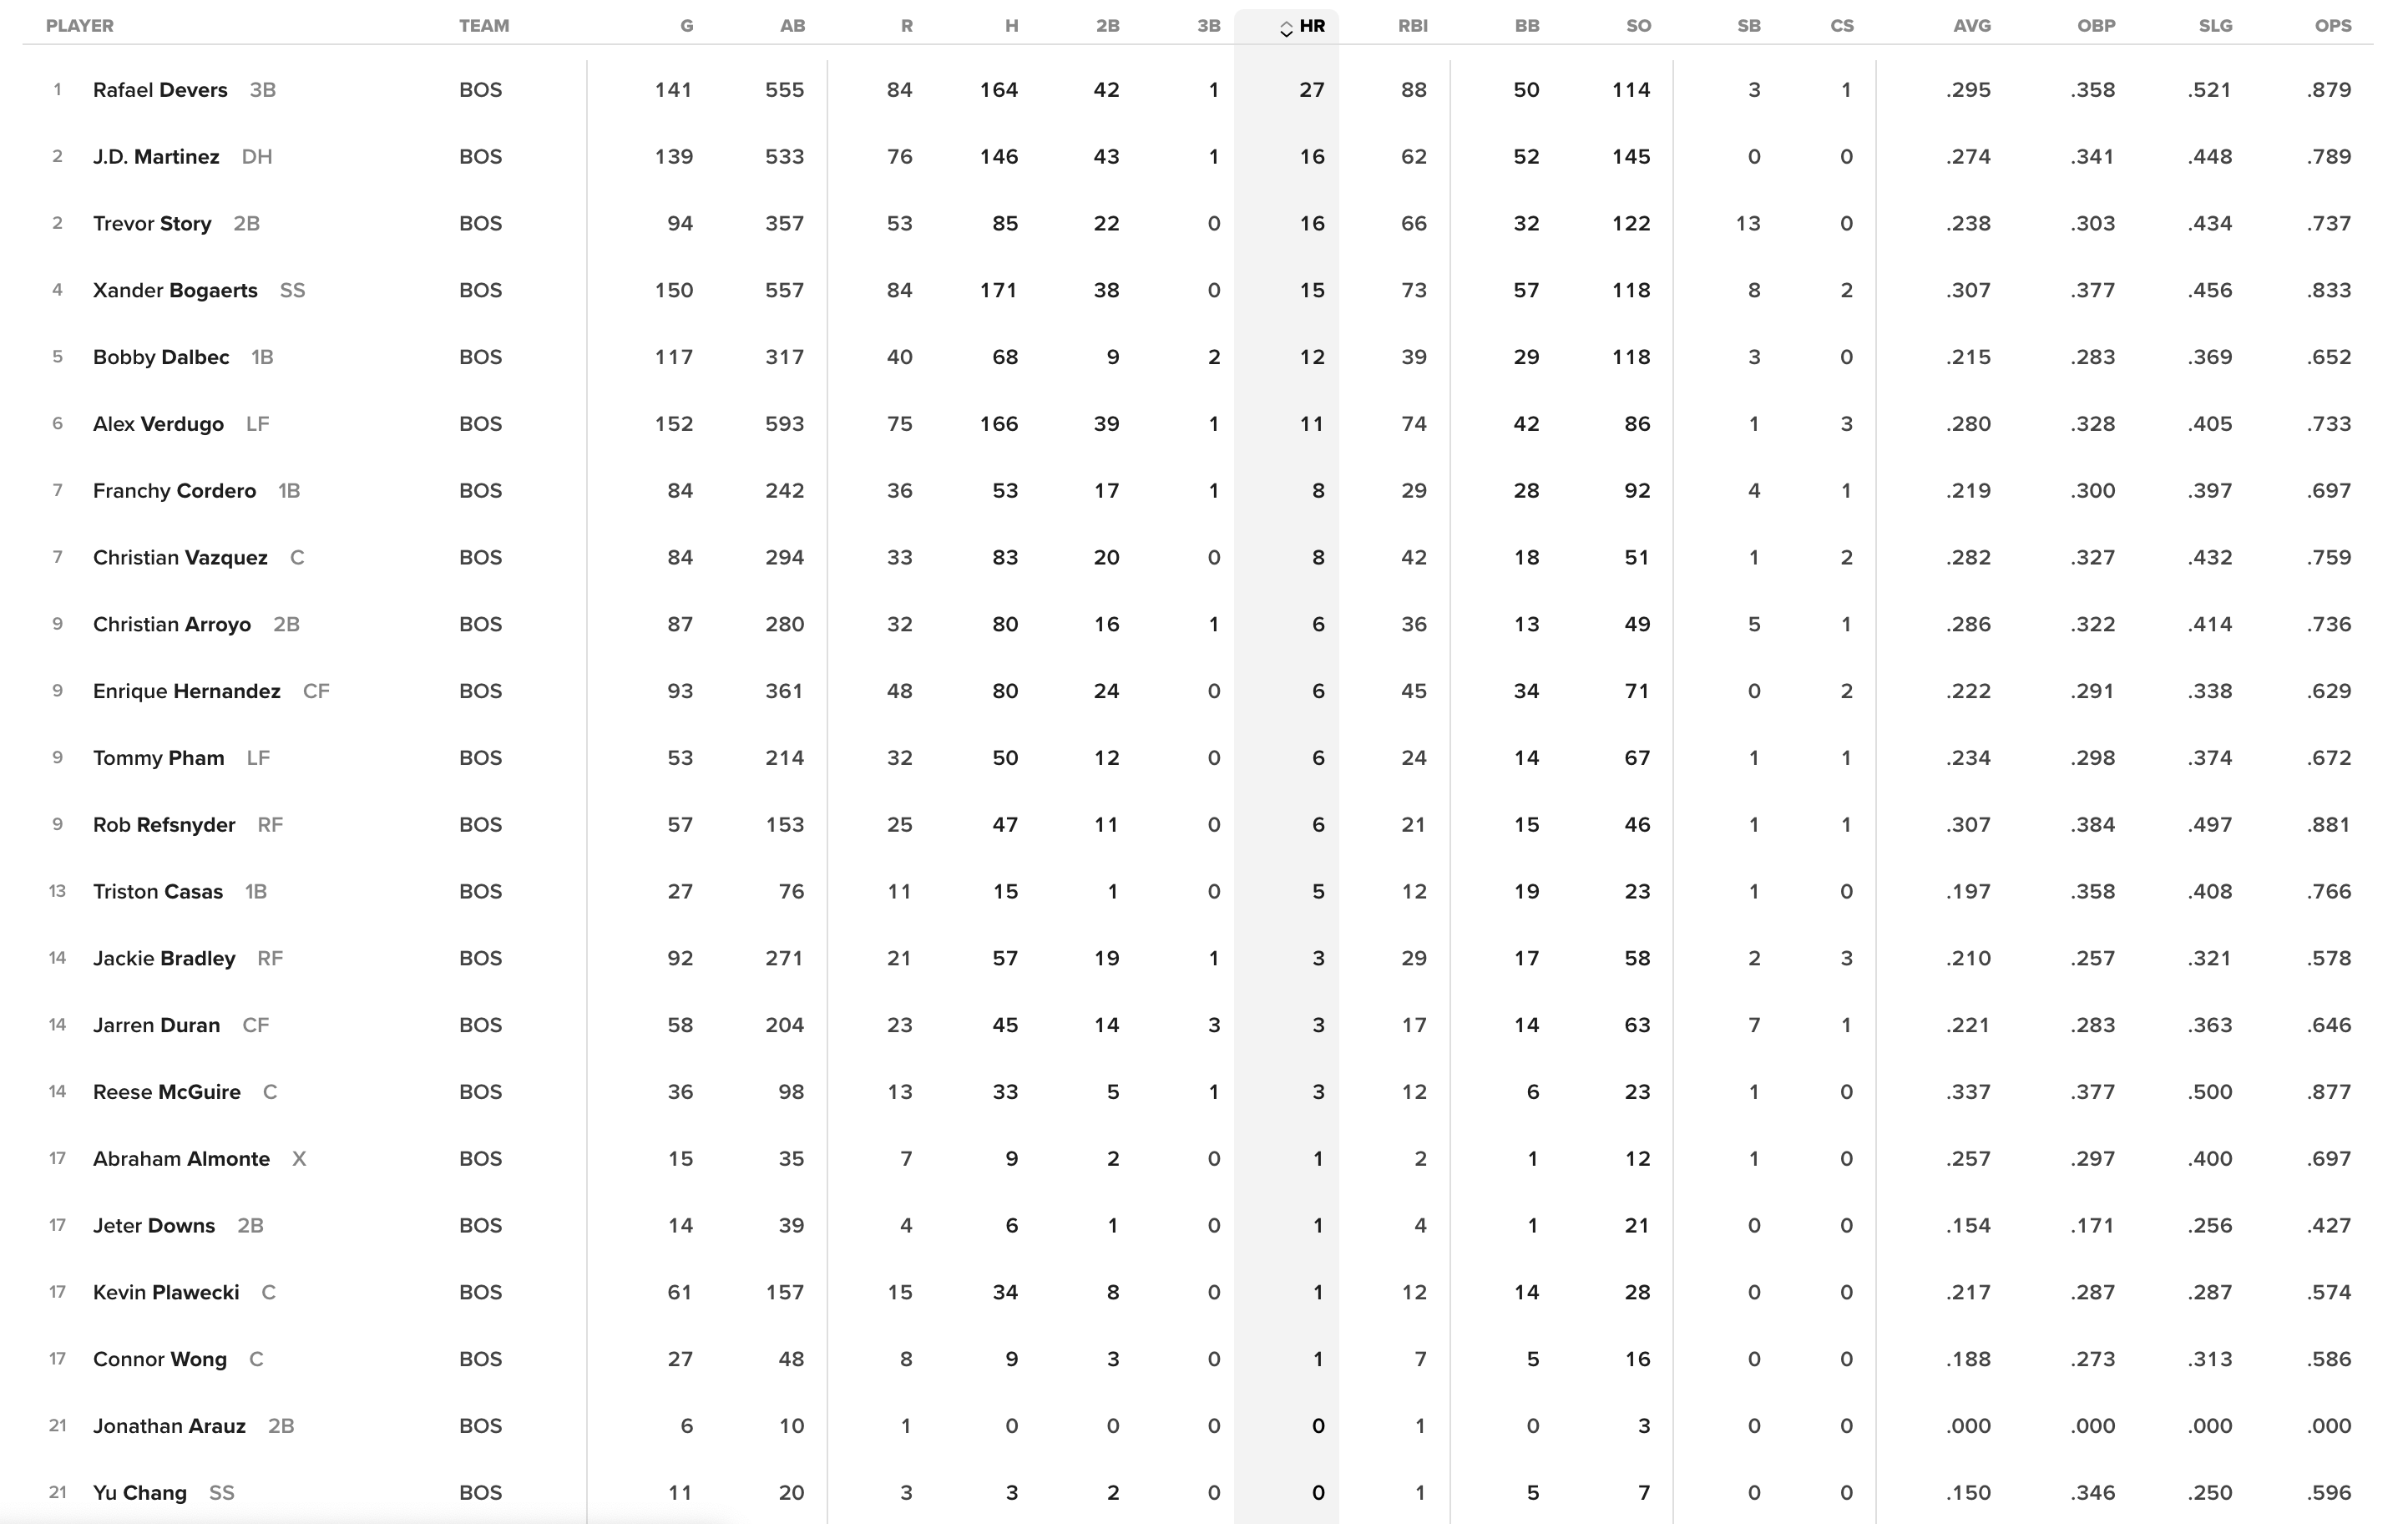 PLAYER TEAM G AB R H 2B 3B HR RBI BB SO SB CS AVG OBP SLG OPS
1 Rafael Devers 3B BOS 141 555 84 164 42 1 27 88 50 114 3 1 .295 .358 .521 .879
2 J.D. Martinez DH BOS 139 533 76 146 43 1 16 62 52 145 0 0 .274 .341 .448 .789
2 Trevor Story 2B BOS 94 357 53 85 22 0 16 66 32 122 13 0 .238 .303 .434 .737
4 Xander Bogaerts SS BOS 150 557 84 171 38 0 15 73 57 118 8 2 .307 .377 .456 .833
5 Bobby Dalbec 1B BOS 117 317 40 68 9 2 12 39 29 118 3 0 .215 .283 .369 .652
6 Alex Verdugo LF BOS 152 593 75 166 39 1 11 74 42 86 1 3 .280 .328 .405 .733
7 Franchy Cordero 1B BOS 84 242 36 53 17 1 8 29 28 92 4 1 .219 .300 .397 .697
7 Christian Vazquez C BOS 84 294 33 83 20 0 8 42 18 51 1 2 .282 .327 .432 .759
9 Christian Arroyo 2B BOS 87 280 32 80 16 1 6 36 13 49 5 1 .286 .322 .414 .736
9 Enrique Hernandez CF BOS 93 361 48 80 24 0 6 45 34 71 0 2 .222 .291 .338 .629
9 Tommy Pham LF BOS 53 214 32 50 12 0 6 24 14 67 1 1 .234 .298 .374 .672
9 Rob Refsnyder RF BOS 57 153 25 47 11 0 6 21 15 46 1 1 .307 .384 .497 .881
13 Triston Casas 1B BOS 27 76 11 15 1 0 5 12 19 23 1 0 .197 .358 .408 .766
14 Jackie Bradley RF BOS 92 271 21 57 19 1 3 29 17 58 2 3 .210 .257 .321 .578
14 Jarren Duran CF BOS 58 204 23 45 14 3 3 17 14 63 7 1 .221 .283 .363 .646
14 Reese McGuire C BOS 36 98 13 33 5 1 3 12 6 23 1 0 .337 .377 .500 .877
17 Abraham Almonte X BOS 15 35 7 9 2 0 1 2 1 12 1 0 .257 .297 .400 .697
17 Jeter Downs 2B BOS 14 39 4 6 1 0 1 4 1 21 0 0 .154 .171 .256 .427
17 Kevin Plawecki C BOS 61 157 15 34 8 0 1 12 14 28 0 0 .217 .287 .287 .574
17 Connor Wong C BOS 27 48 8 9 3 0 1 7 5 16 0 0 .188 .273 .313 .586
21 Jonathan Arauz 2B BOS 6 10 1 0 0 0 0 1 0 3 0 0 .000 .000 .000 .000
21 Yu Chang SS BOS 11 20 3 3 2 0 0 1 5 7 0 0 .150 .346 .250 .596